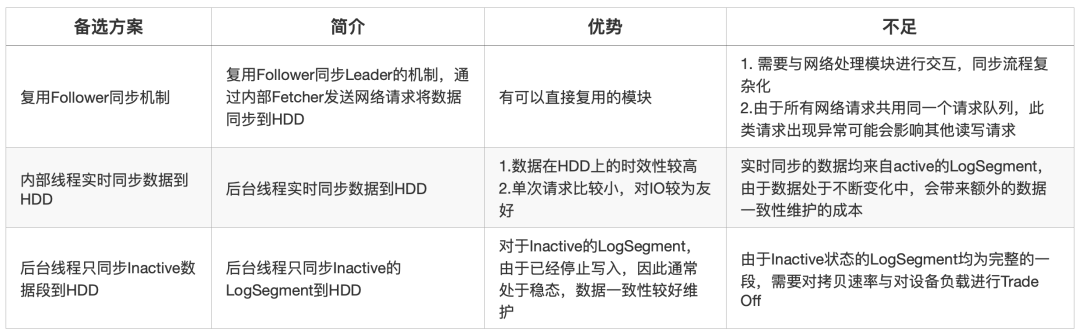 备选方案
简介
优势
不足
复用Follower同步机制
复用Follower同步Leader的机制，通
过内部Fetcher发送网络请求将数据
同步到HDD
有可以直接复用的模块
1. 需要与网络处理模块进行交互，同步流程复
杂化
2.由于所有网络请求共用同一个请求队列，此
类请求出现异常可能会影响其他读写请求
内部线程实时同步数据到
HDD
后台线程实时同步数据到HDD
1.数据在HDD上的时效性较高
2.单次请求比较小，对IO较为友
好
实时同步的数据均来自active的LogSegment，
由于数据处于不断变化中，会带来额外的数据
一致性维护的成本
后台线程只同步Inactive数
据段到HDD
后台线程只同步Inactive的
LogSegment到HDD
对于Inactive的LogSegment，
由于已经停止写入，因此通常
处于稳态，数据一致性较好维
护
由于Inactive状态的LogSegment均为完整的一
段，需要对拷贝速率与对设备负载进行Trade
Off